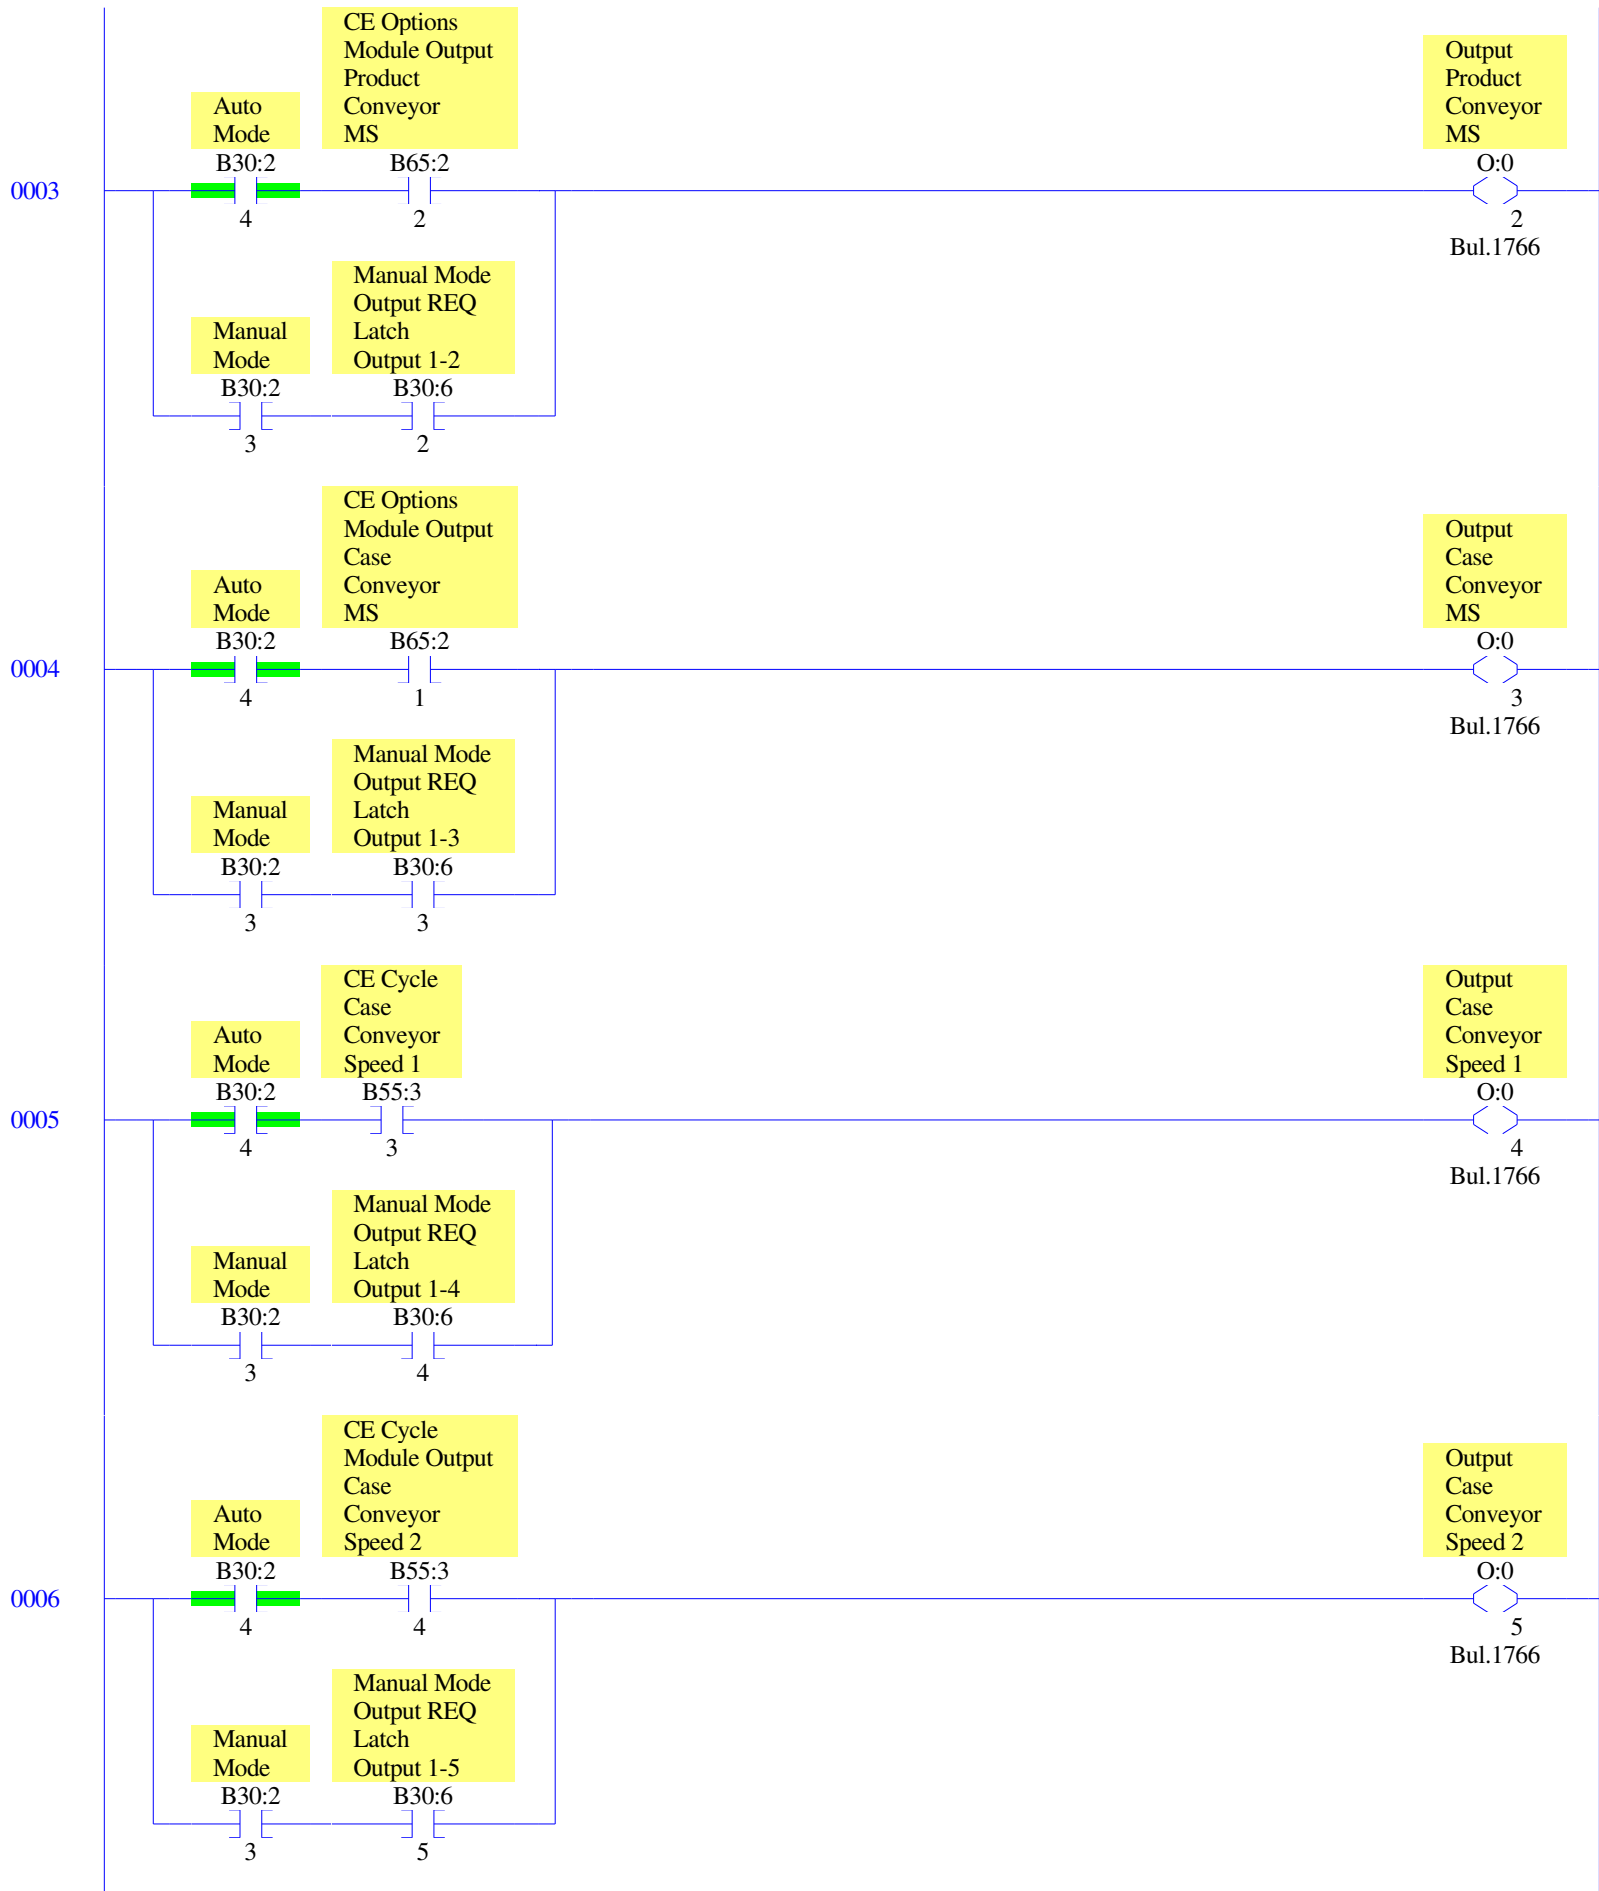 CE Options
Module Output
Product
Conveyor
MS
Output
Product
Conveyor
MS
Auto
Mode
B30:2
B65:2
O:0
0003
4
2
2
Bul.1766
Manual Mode
Output REQ
Latch
Output 1-2
Manual
Mode
B30:2
B30:6
3
2
CE Options
Module Output
Case
Conveyor
MS
Output
Case
Conveyor
MS
Auto
Mode
B30:2
B65:2
O:0
0004
4
1
3
Bul.1766
Manual Mode
Output REQ
Latch
Output 1-3
Manual
Mode
B30:2
B30:6
3
3
CE Cycle
Case
Conveyor
Speed 1
Output
Case
Conveyor
Speed 1
Auto
Mode
B30:2
B55:3
O:0
0005
4
3
4
Bul.1766
Manual Mode
Output REQ
Latch
Output 1-4
Manual
Mode
B30:2
B30:6
3
4
CE Cycle
Module Output
Case
Conveyor
Speed 2
Output
Case
Conveyor
Speed 2
Auto
Mode
B30:2
B55:3
O:0
0006
4
4
5
Bul.1766
Manual Mode
Output REQ
Latch
Output 1-5
Manual
Mode
B30:2
B30:6
3
5